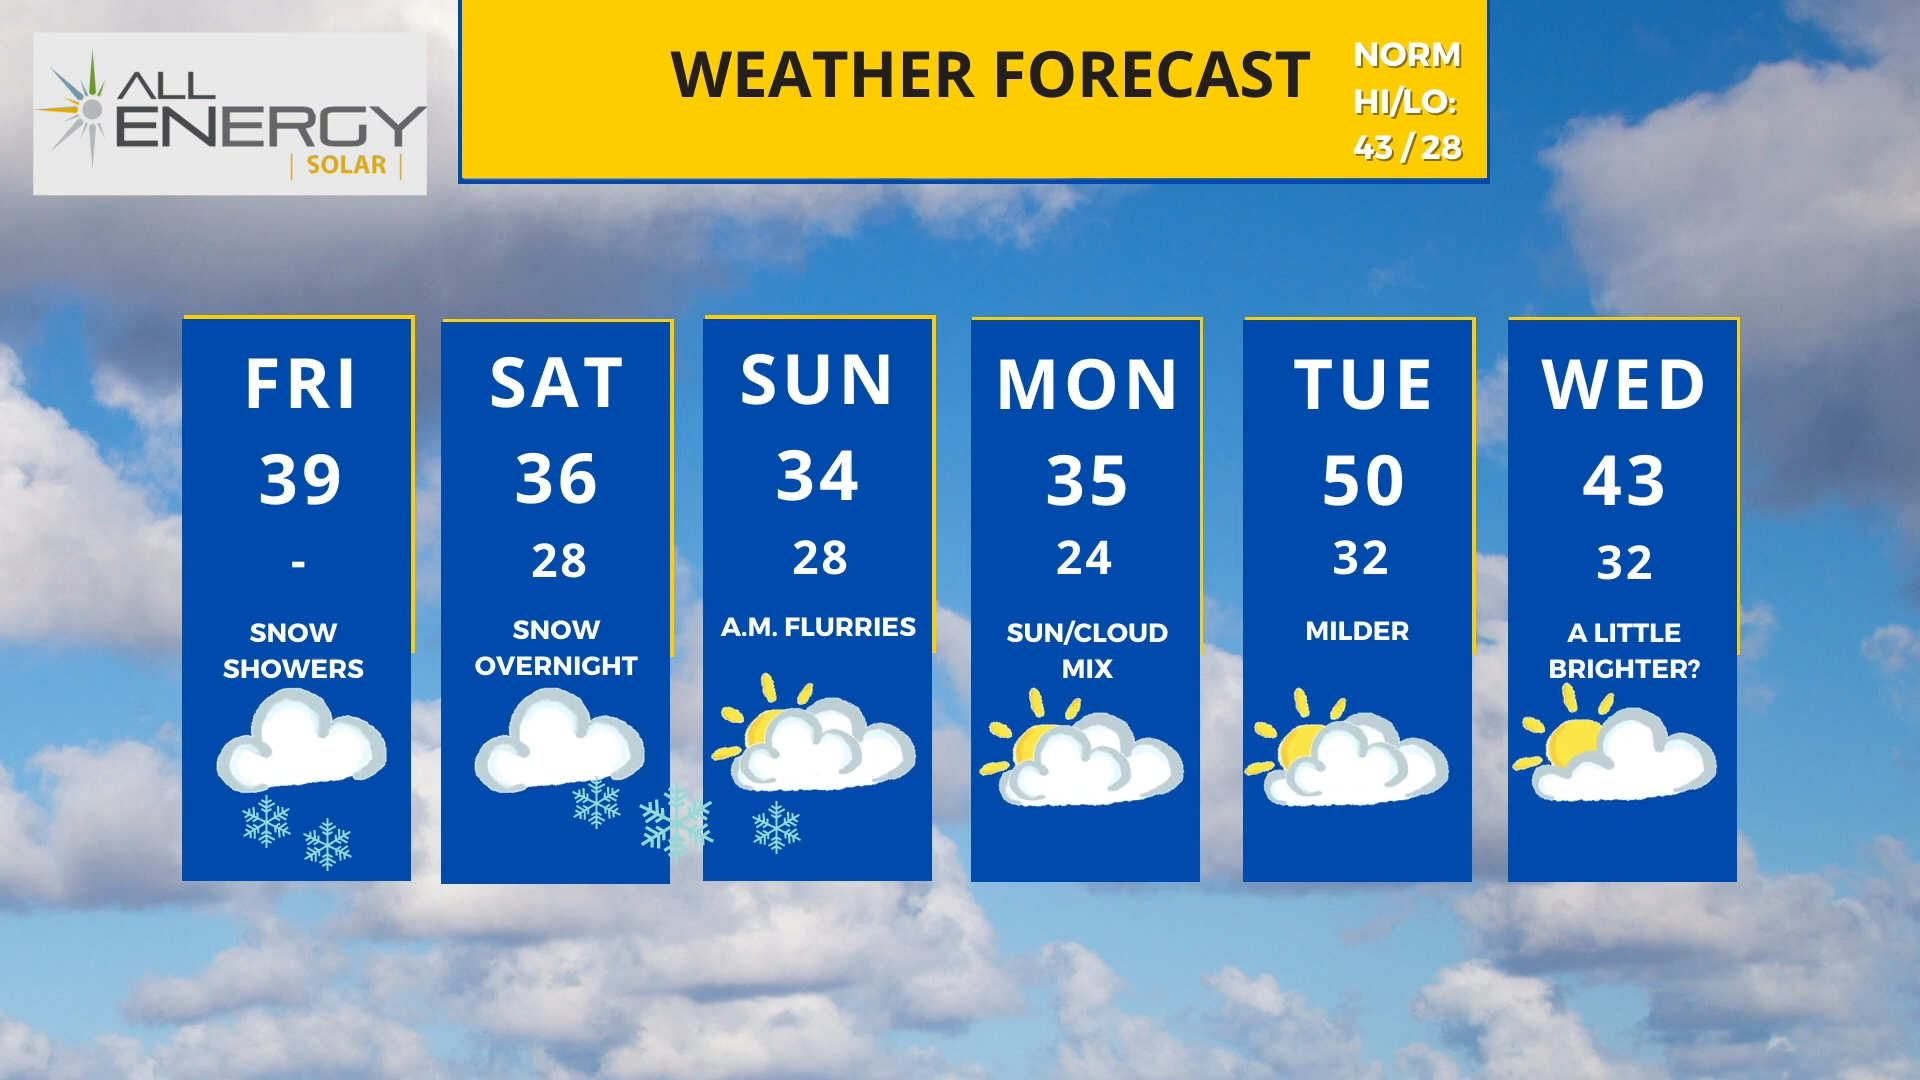 ALL
ENERGY
| SOLAR |
WEATHER FORECAST
NORM
HI/LO:
43 / 28
FRI
39
-
SNOW
SHOWERS
SAT
36
28
SNOW
OVERNIGHT
SUN
34
28
A.M. FLURRIES
MON
35
24
SUN/CLOUD
MIX
TUE
50
32
MILDER
WED
43
32
A LITTLE
BRIGHTER?